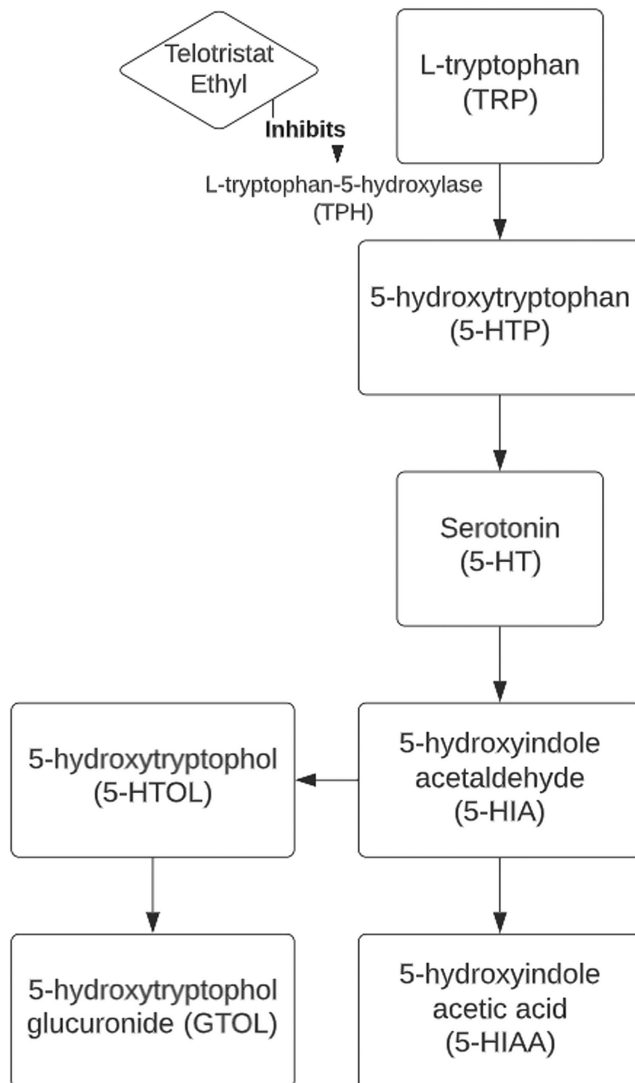 Telotristat
Ethyl
Inhibits
L-tryptophan-5-hydroxylase
(TPH)
L-tryptophan
(TRP)
5-hydroxytryptophan
(5-HTP)
Serotonin
(5-HT)
5-hydroxyindole
acetaldehyde
(5-HIA)
5-hydroxytryptophol
(5-HTOL)
5-hydroxytryptophol
glucuronide (GTOL)
5-hydroxyindole
acetic acid
(5-HIAA)